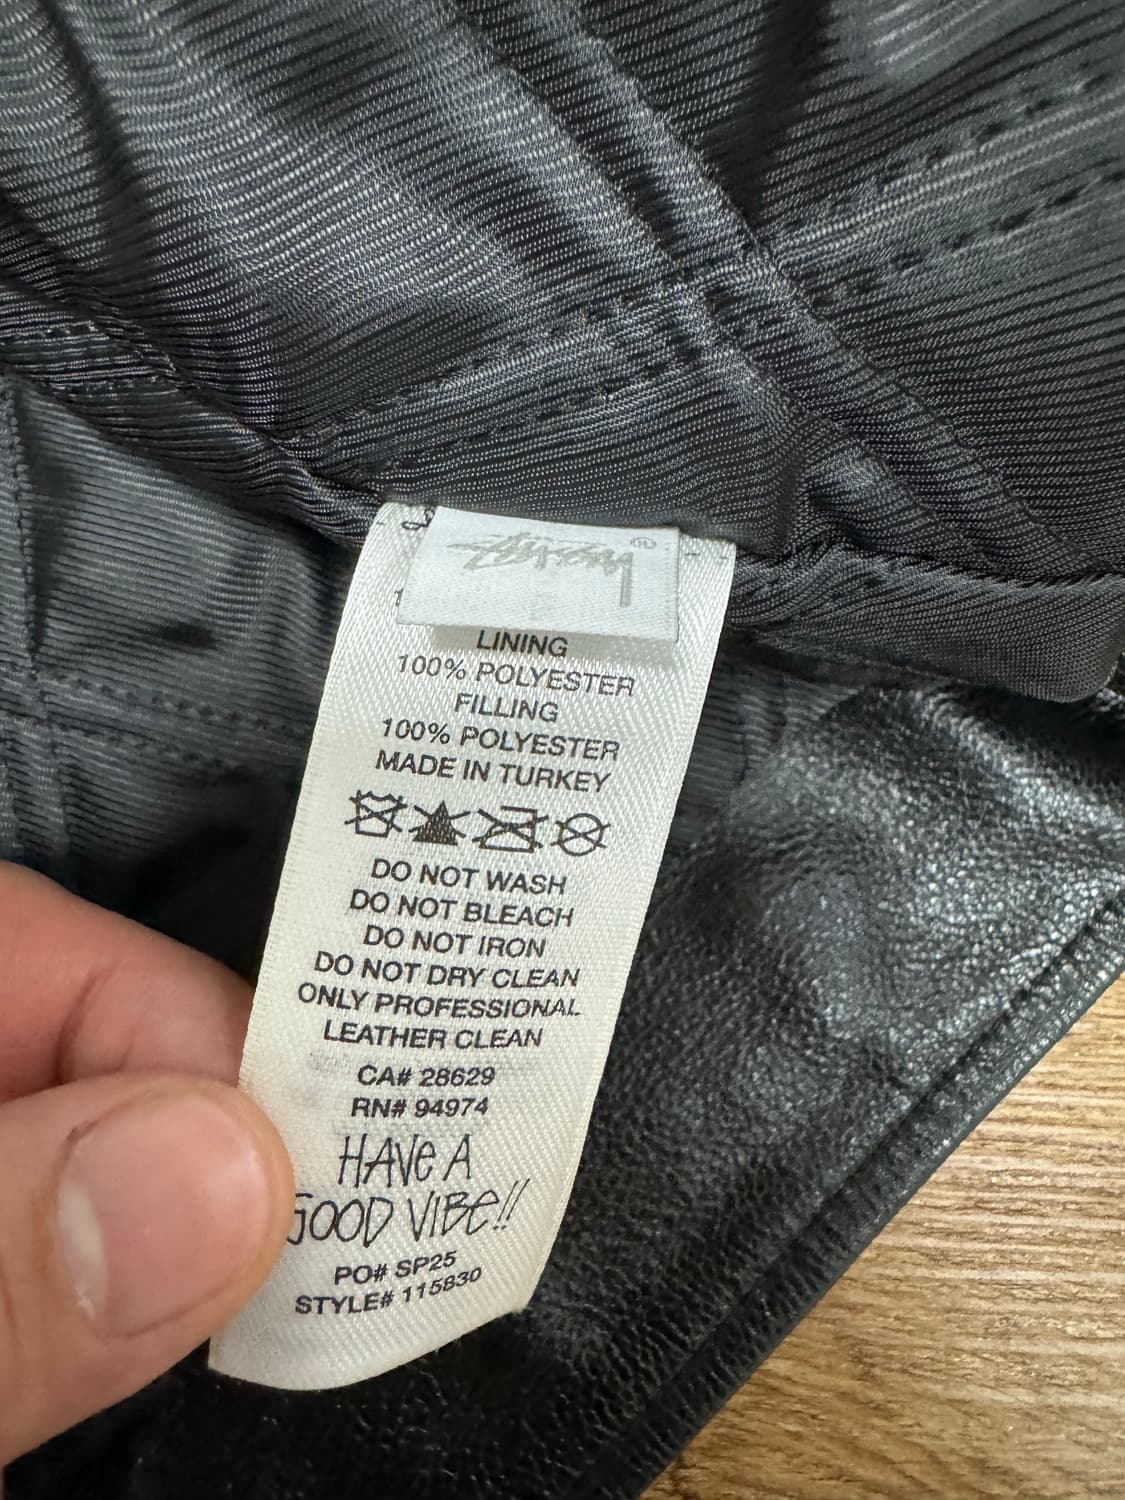 Stüssy ®
LINING
100% POLYESTER
FILLING
100% POLYESTER
MADE IN TURKEY
DO NOT WASH
DO NOT BLEACH
DO NOT IRON
DO NOT DRY CLEAN
ONLY PROFESSIONAL
LEATHER CLEAN
CA# 28629
RN# 94974
HAVE A
GOOD VIBE!!
PO# SP25
STYLE# 115830